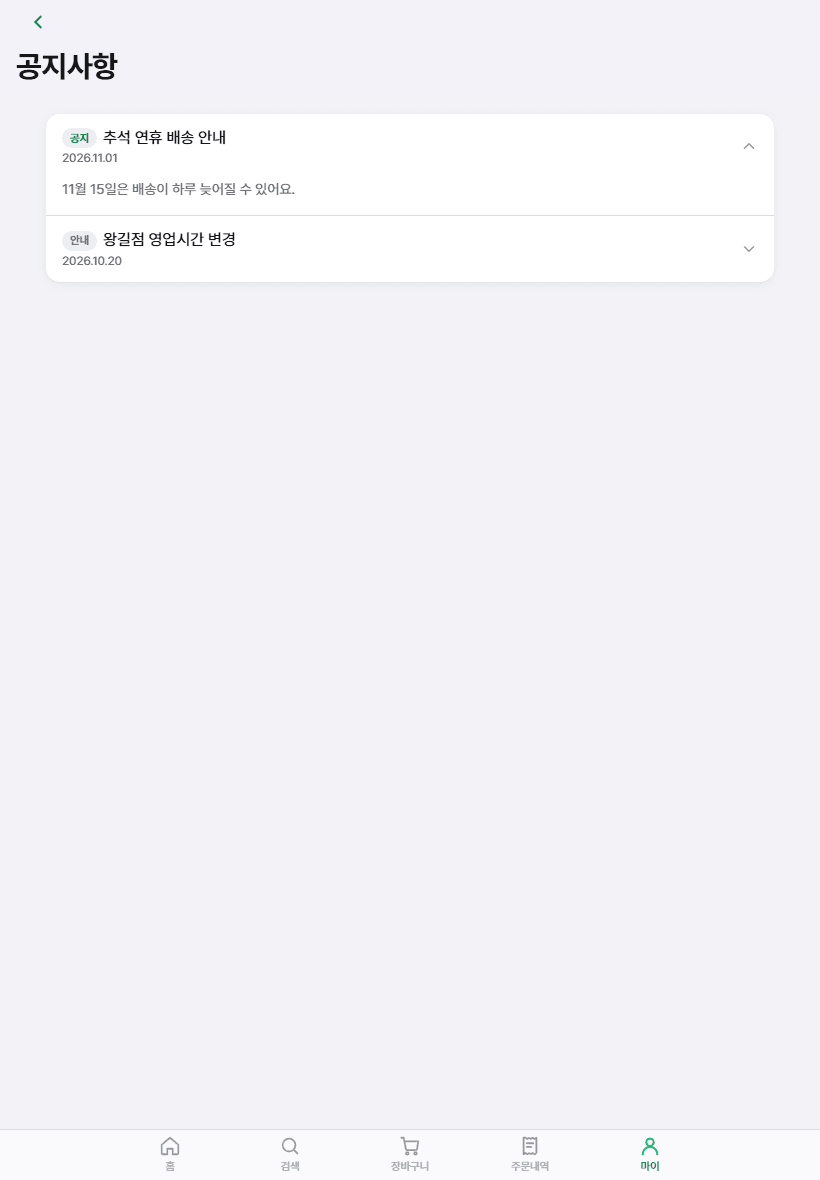 공지사항
공지 추석 연휴 배송 안내
2026.11.01
11월 15일은 배송이 하루 늦어질 수 있어요.
안내 왕길점 영업시간 변경
2026.10.20
홈 검색 장바구니 주문내역 마이